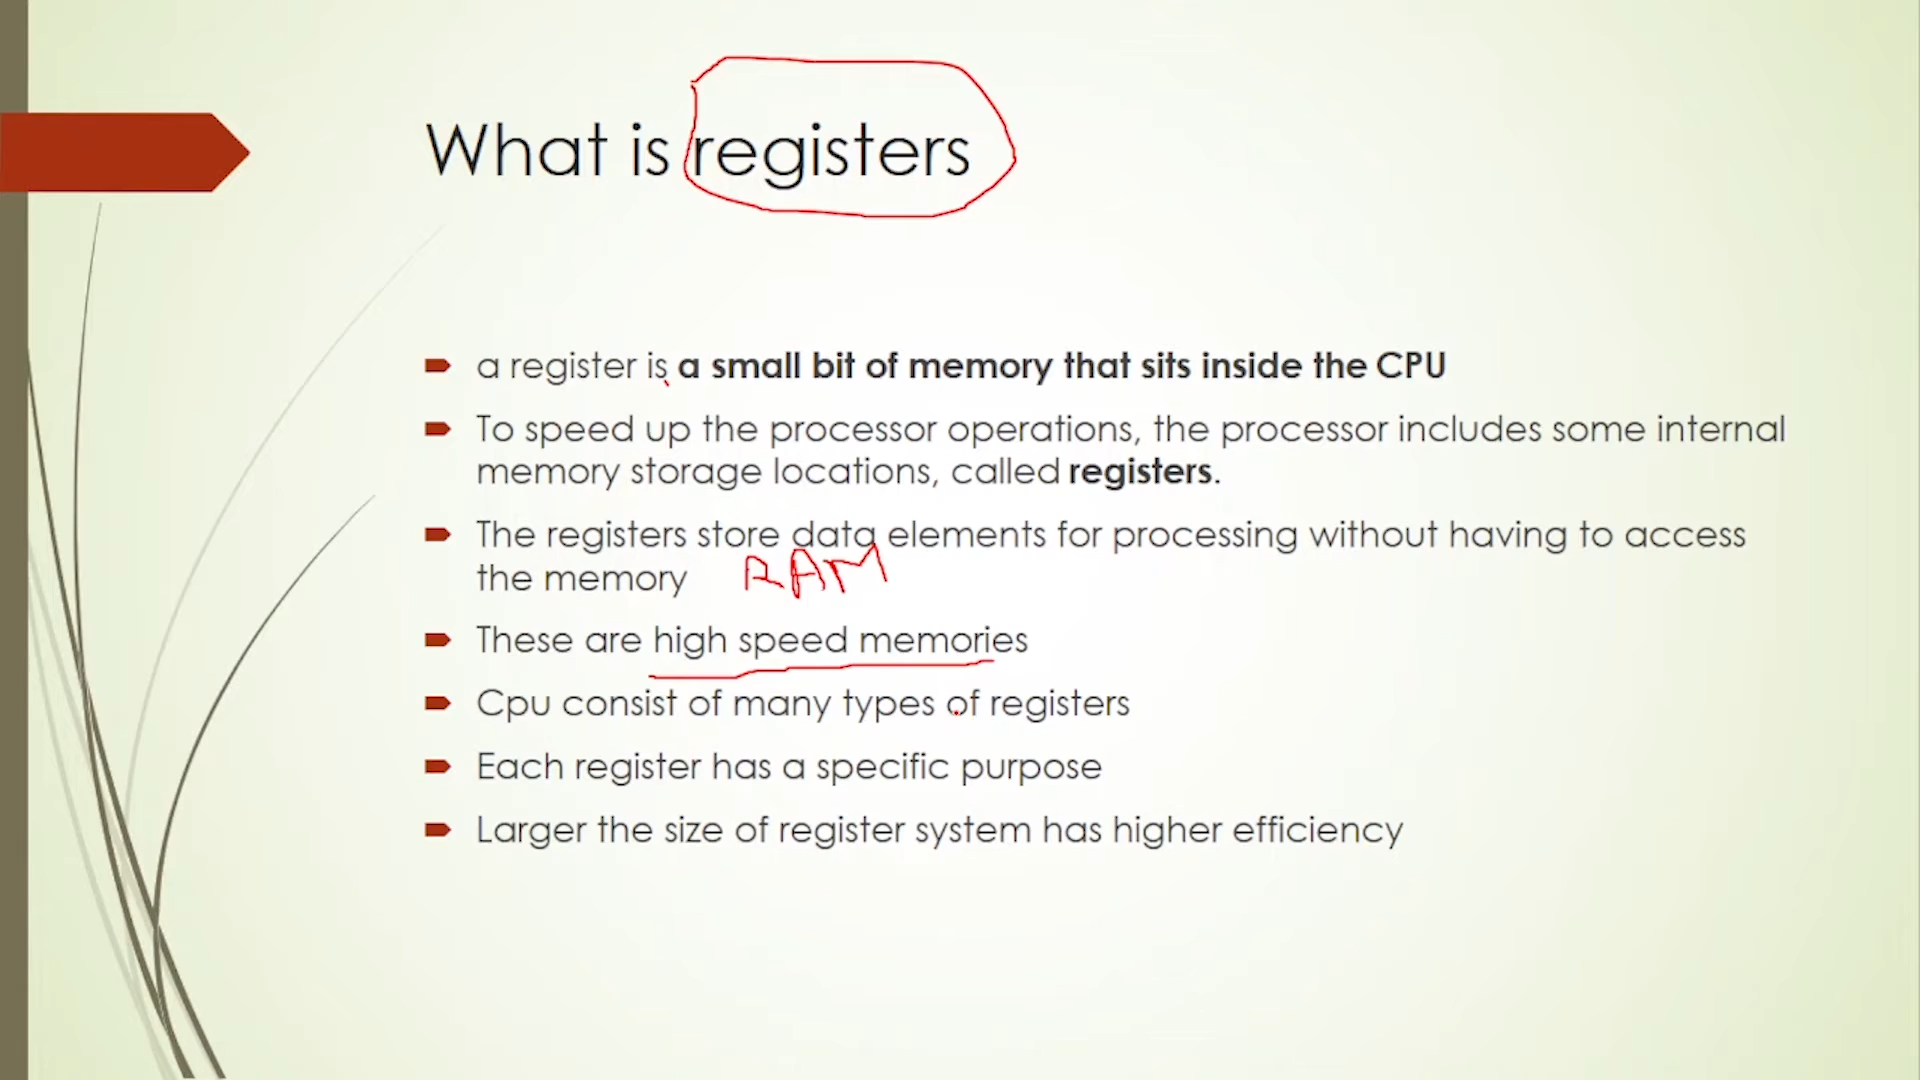 What is registers
a register is a small bit of memory that sits inside the CPU
To speed up the processor operations, the processor includes some internal
memory storage locations, called registers.
The registers store data elements for processing without having to access
the memory RAM
These are high speed memories
Cpu consist of many types of registers
Each register has a specific purpose
Larger the size of register system has higher efficiency